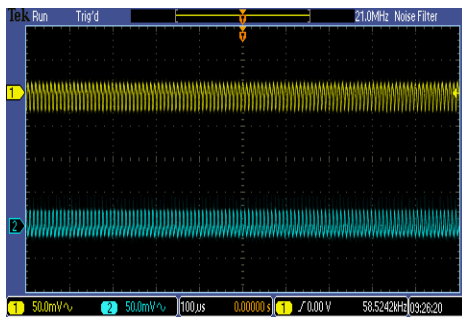 Tek Run Trig'd 21.0MHz Noise Filter
1
2
1 50.0mV 2 50.0mV 100µs 0.00000 s 1 0.00 V 58.5242kHz 09:26:20